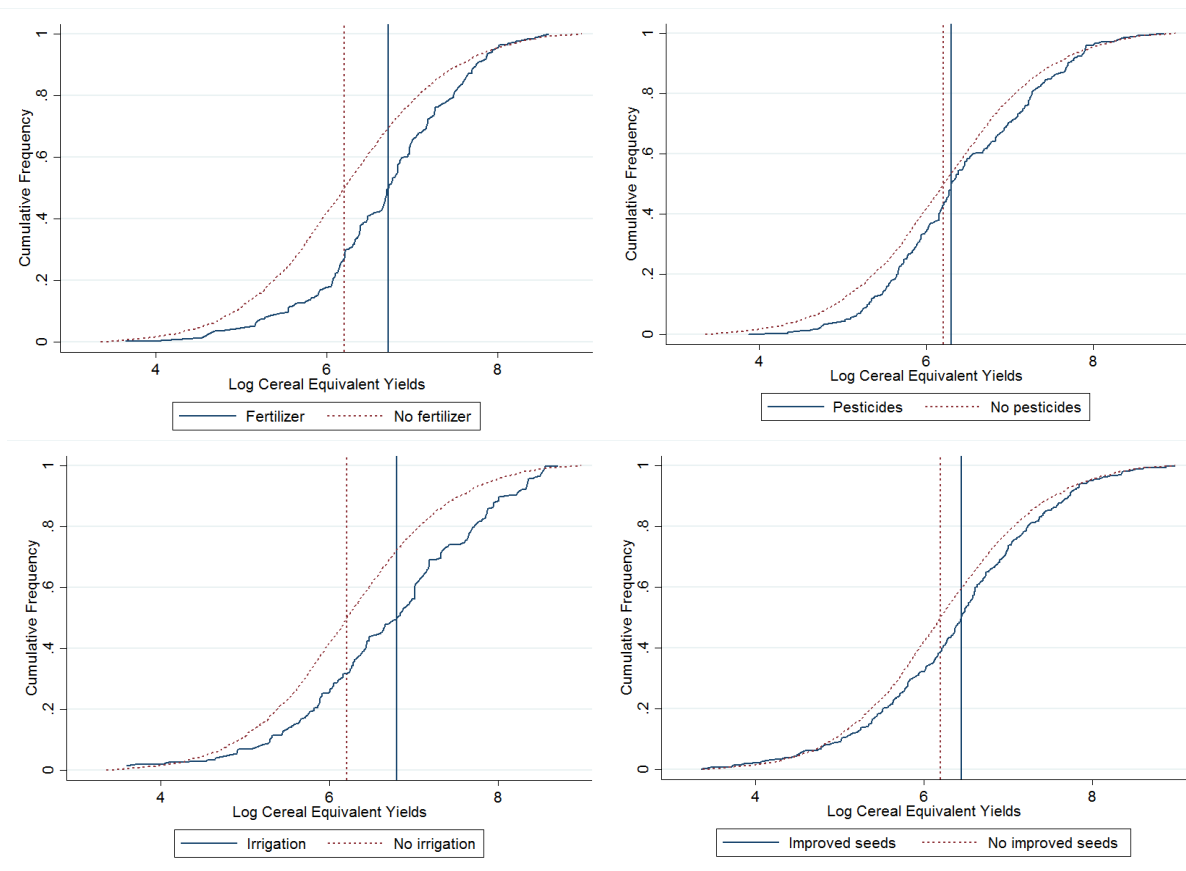 Cumulative Frequency
1
.8
.6
.4
.2
0
4 6 8
Log Cereal Equivalent Yields
Fertilizer No fertilizer
Cumulative Frequency
1
.8
.6
.4
.2
0
4 6 8
Log Cereal Equivalent Yields
Pesticides No pesticides
Cumulative Frequency
1
.8
.6
.4
.2
0
4 6 8
Log Cereal Equivalent Yields
Irrigation No irrigation
Cumulative Frequency
1
.8
.6
.4
.2
0
4 6 8
Log Cereal Equivalent Yields
Improved seeds No improved seeds